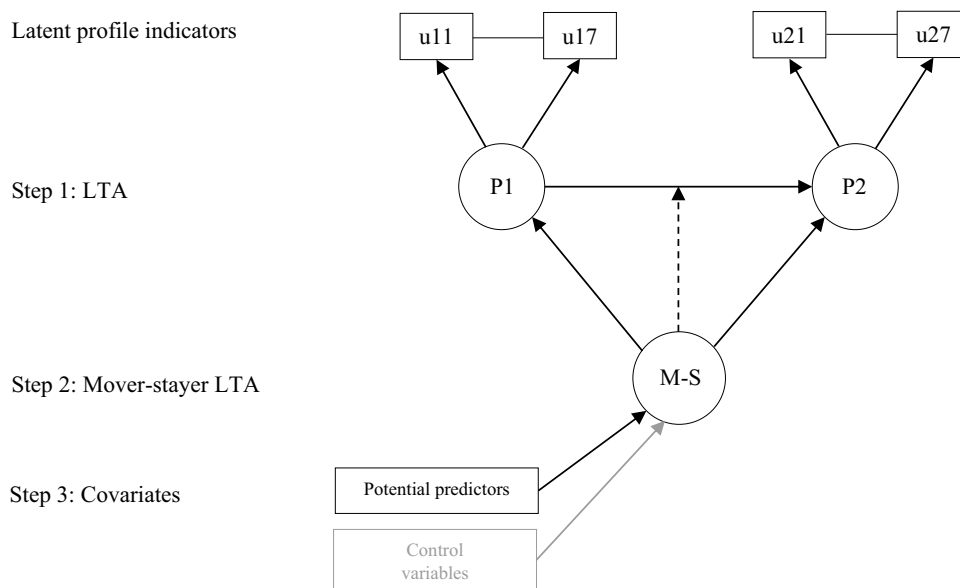 Latent profile indicators
u11
u17
u21
u27
Step 1: LTA
P1
P2
Step 2: Mover-stayer LTA
M-S
Step 3: Covariates
Potential predictors
Control
variables